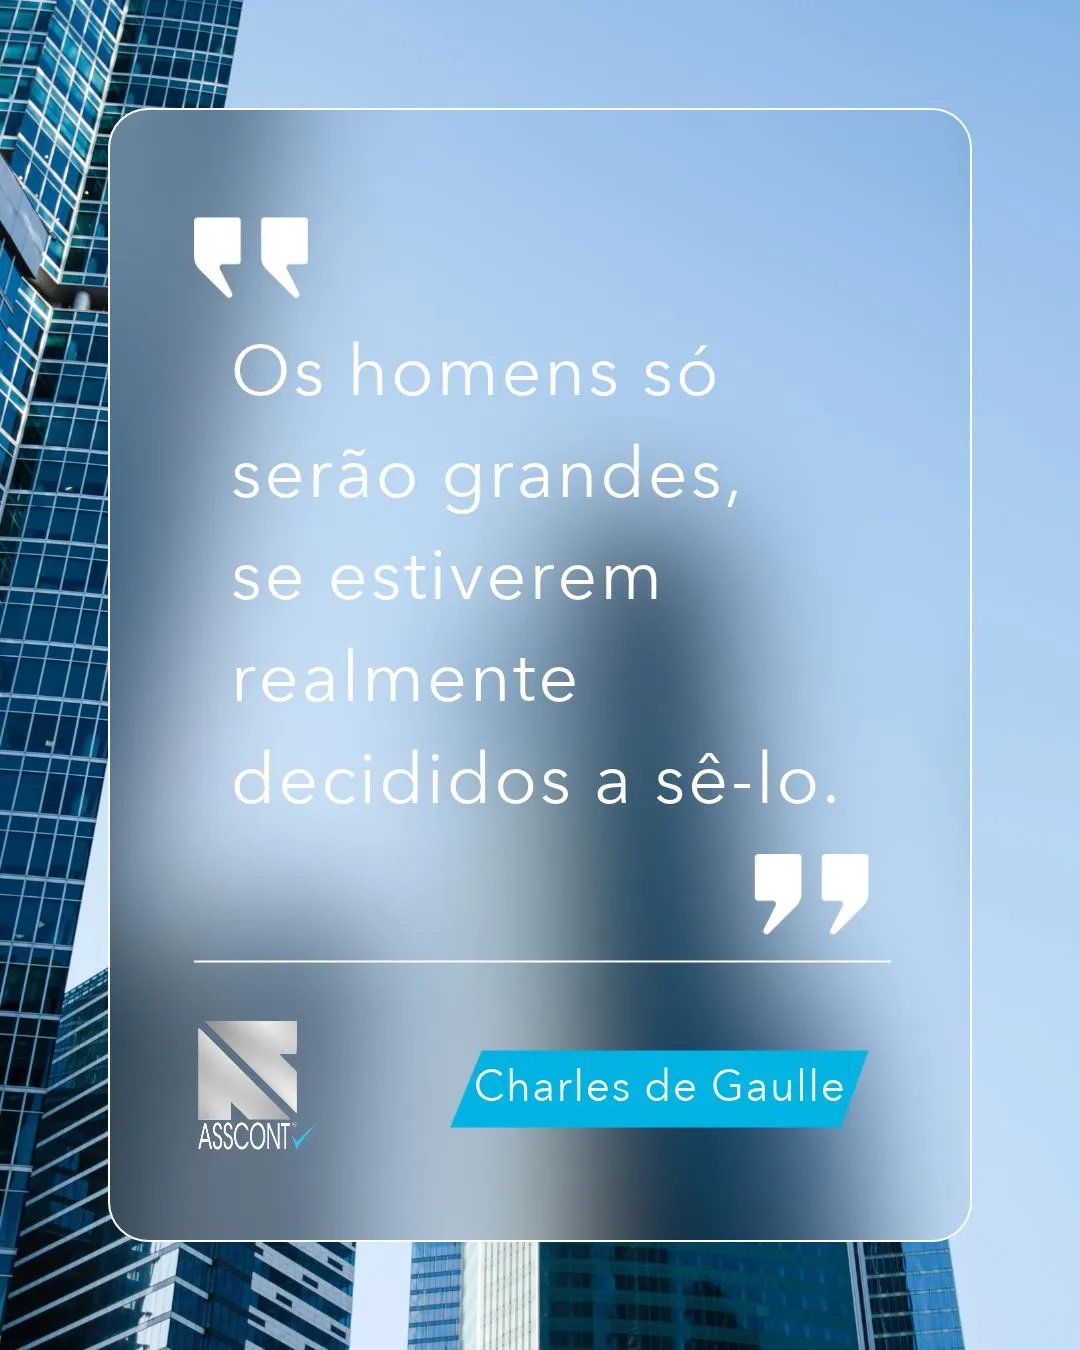 Os homens só
serão grandes,
se estiverem
realmente
decididos a sê-lo.
ASSCONT
Charles de Gaulle